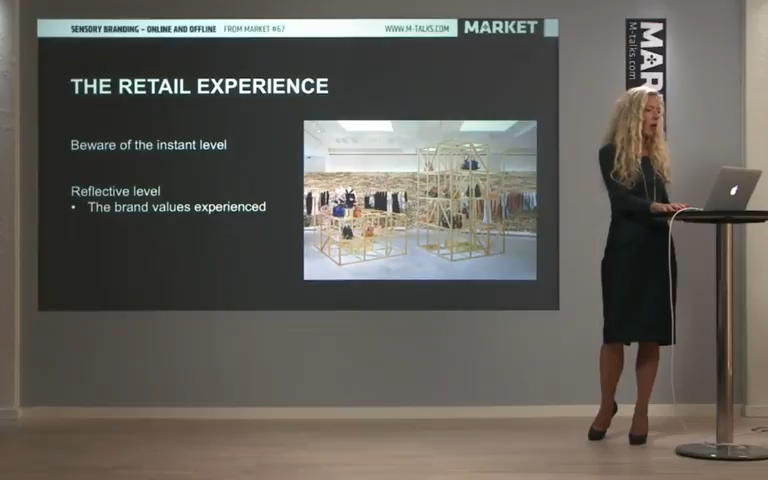 SENSORY BRANDING – ONLINE AND OFFLINE FROM MARKET #67 WWW.M-TALKS.COM MARKET
THE RETAIL EXPERIENCE
Beware of the instant level
Reflective level
• The brand values experienced
M-talks.com
MAR